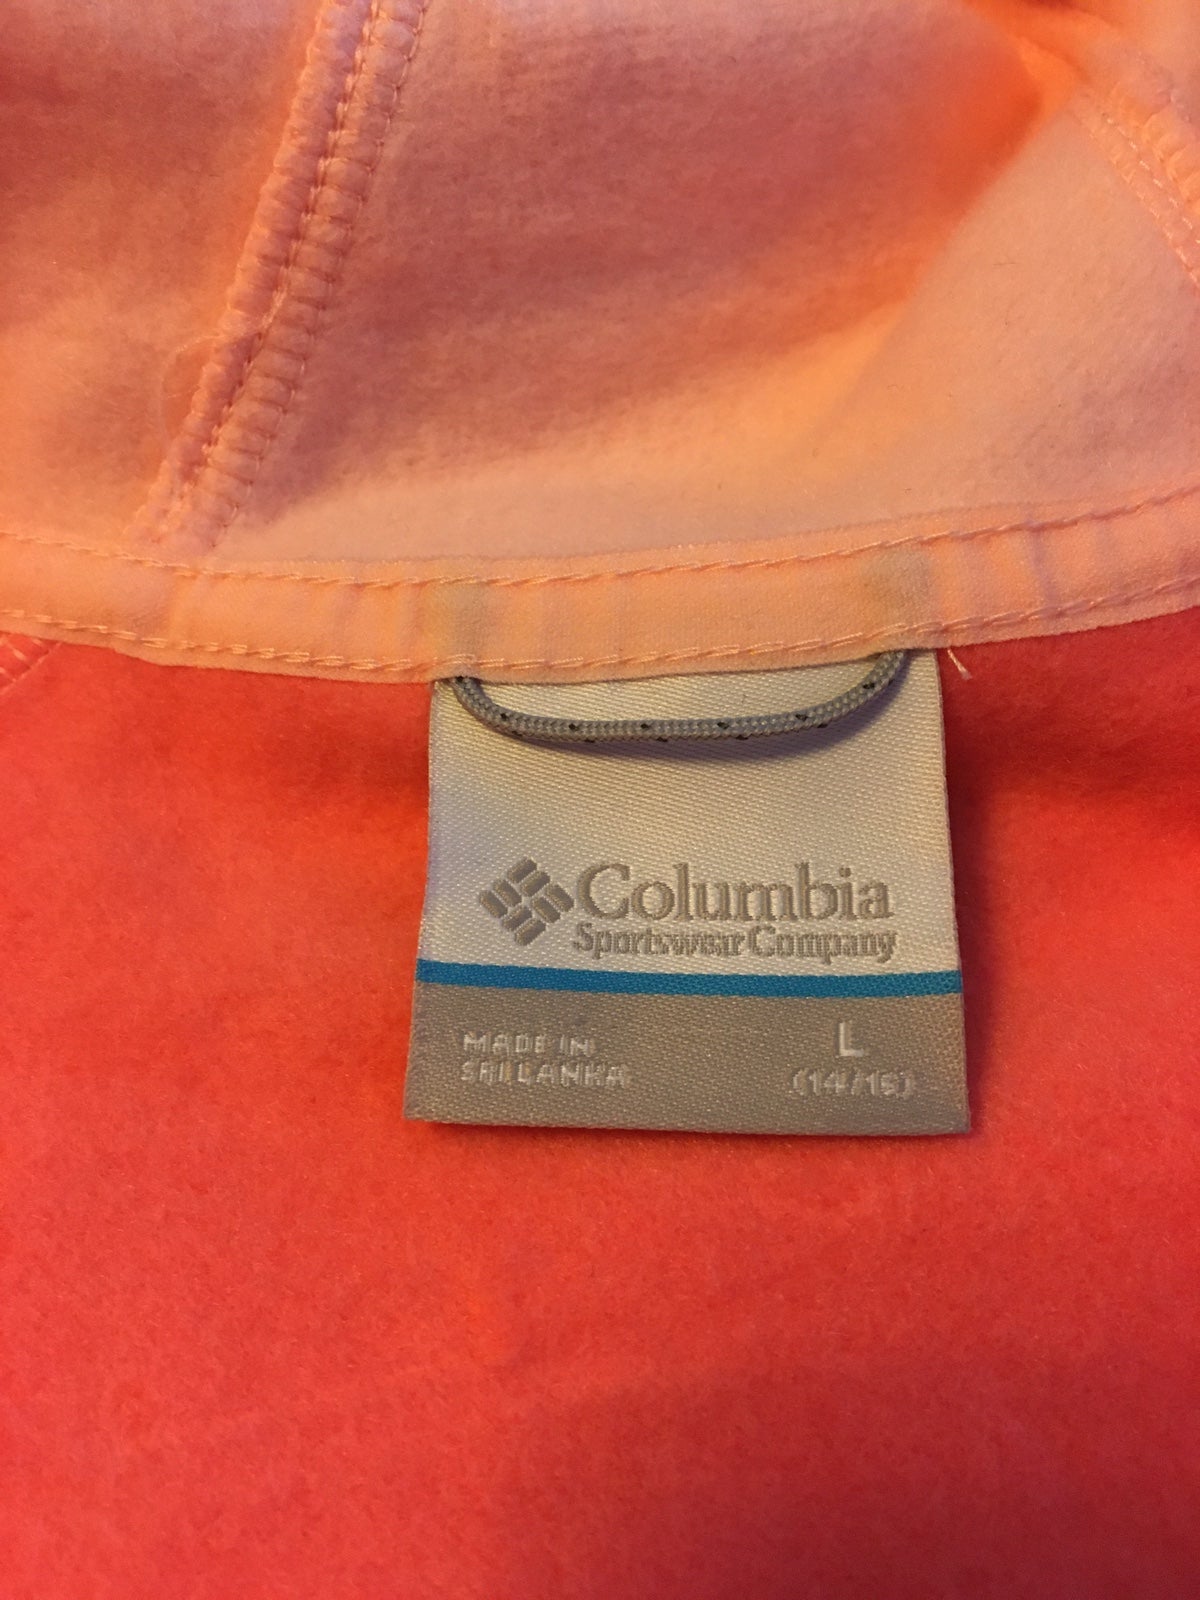 Columbia
Sportswear Company
MADE IN
SRI LANKA
L
(14/16)